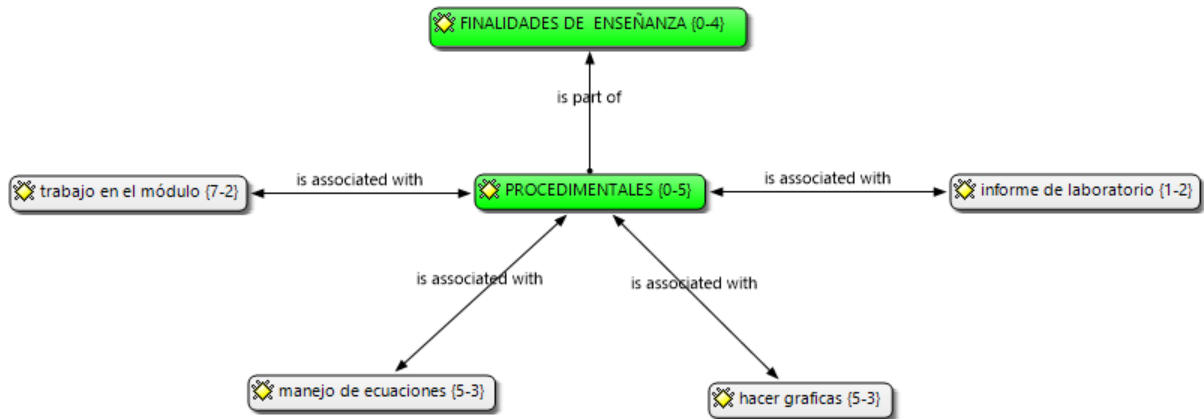 FINALIDADES DE  ENSEÑANZA {0-4}
is part of
trabajo en el módulo {7-2}
is associated with
PROCEDIMENTALES {0-5}
is associated with
informe de laboratorio {1-2}
is associated with
is associated with
manejo de ecuaciones {5-3}
hacer graficas {5-3}